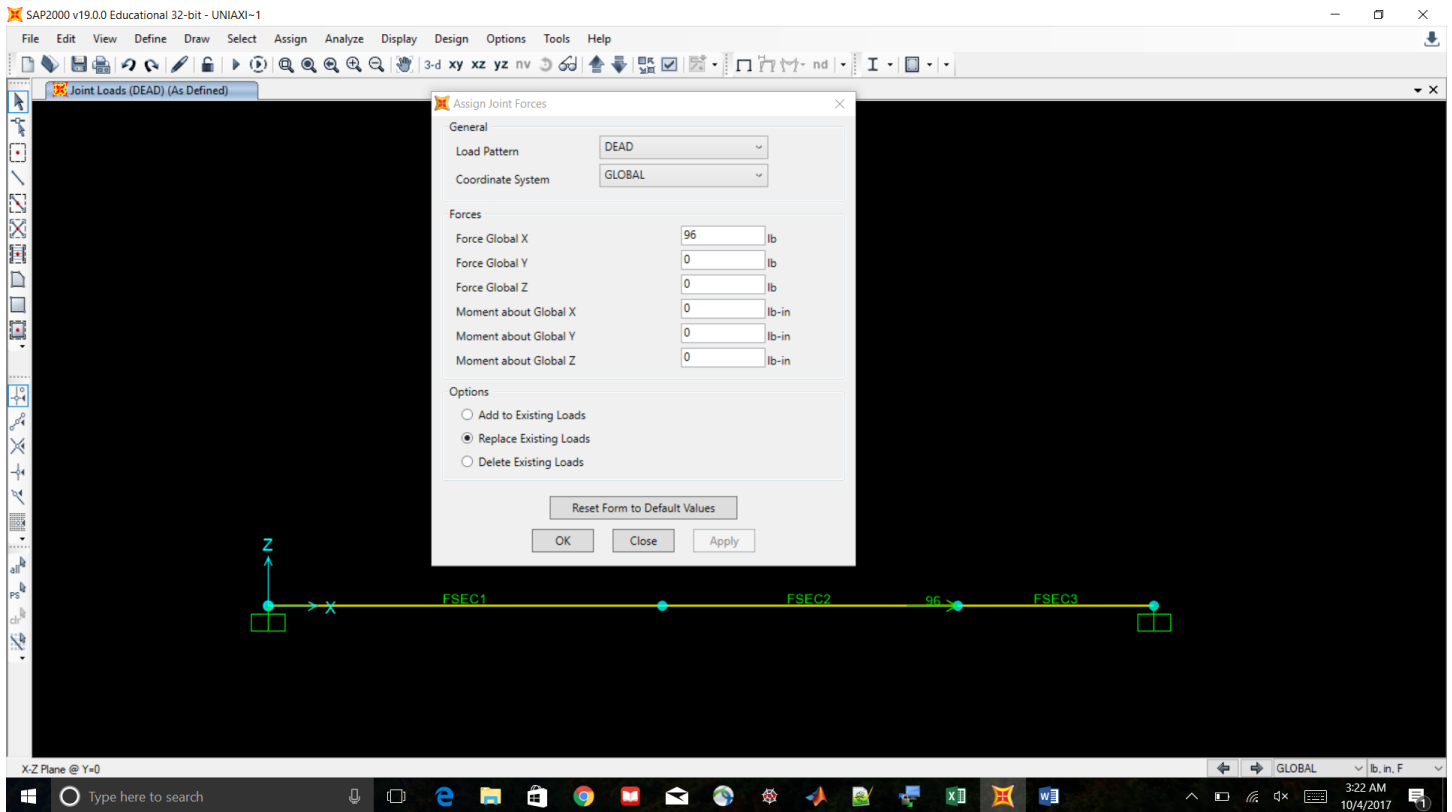 SAP2000 v19.0.0 Educational 32-bit - UNIAXI~1
File Edit View Define Draw Select Assign Analyze Display Design Options Tools Help
3-d xy xz yz nv nd
Joint Loads (DEAD) (As Defined)
Assign Joint Forces
General
Load Pattern DEAD
Coordinate System GLOBAL
Forces
Force Global X 96 lb
Force Global Y 0 lb
Force Global Z 0 lb
Moment about Global X 0 lb-in
Moment about Global Y 0 lb-in
Moment about Global Z 0 lb-in
Options
Add to Existing Loads
Replace Existing Loads
Delete Existing Loads
Reset Form to Default Values
OK Close Apply
all
PS
clr
Z
X FSEC1 FSEC2 96 FSEC3
X-Z Plane @ Y=0 GLOBAL lb, in, F
Type here to search
3:22 AM
10/4/2017
1